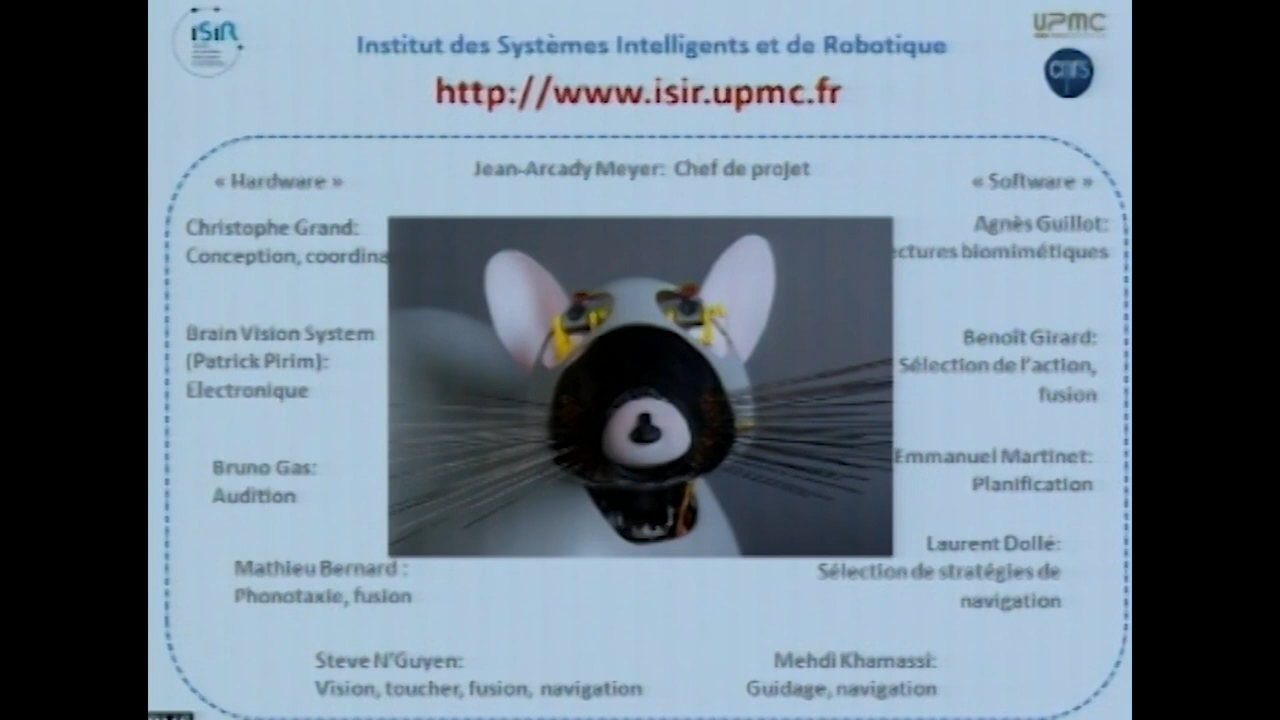 isir
UPMC
cnrs
Institut des Systèmes Intelligents et de Robotique
http://www.isir.upmc.fr
Jean-Arcady Meyer: Chef de projet
« Hardware »
« Software »
Christophe Grand:
Conception, coordina
Agnès Guillot:
ctures biomimétiques
Brain Vision System
(Patrick Pirim):
Electronique
Benoît Girard:
Sélection de l'action,
fusion
Bruno Gas:
Audition
Emmanuel Martinet:
Planification
Mathieu Bernard :
Phonotaxie, fusion
Laurent Dollé:
Sélection de stratégies de
navigation
Steve N'Guyen:
Vision, toucher, fusion, navigation
Mehdi Khamassi:
Guidage, navigation